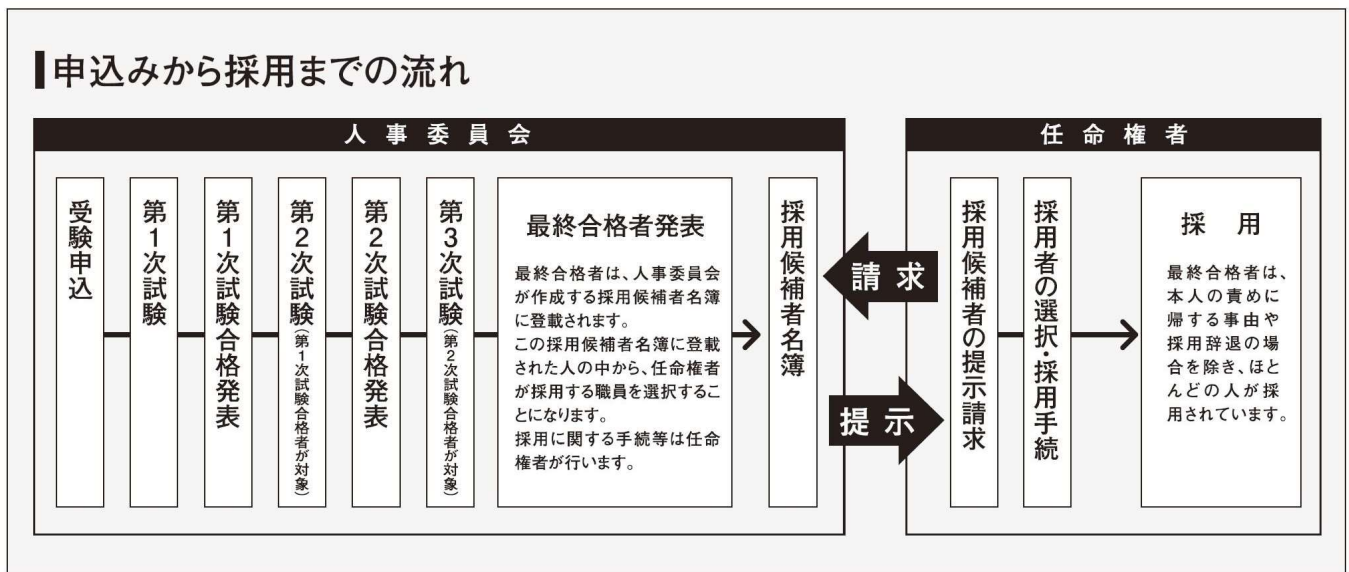 申込みから採用までの流れ
人事委員会
受験申込
第1次試験
第1次試験合格発表
第2次試験(第1次試験合格者が対象)
第2次試験合格発表
第3次試験(第2次試験合格者が対象)
最終合格者発表
最終合格者は、人事委員会
が作成する採用候補者名簿
に登載されます。
この採用候補者名簿に登載
された人の中から、任命権者
が採用する職員を選択するこ
とになります。
採用に関する手続等は任命
権者が行います。
採用候補者名簿
請求
提示
任命権者
採用候補者の提示請求
採用者の選択・採用手続
採用
最終合格者は、
本人の責めに
帰する事由や
採用辞退の場
合を除き、ほと
んどの人が採
用されています。